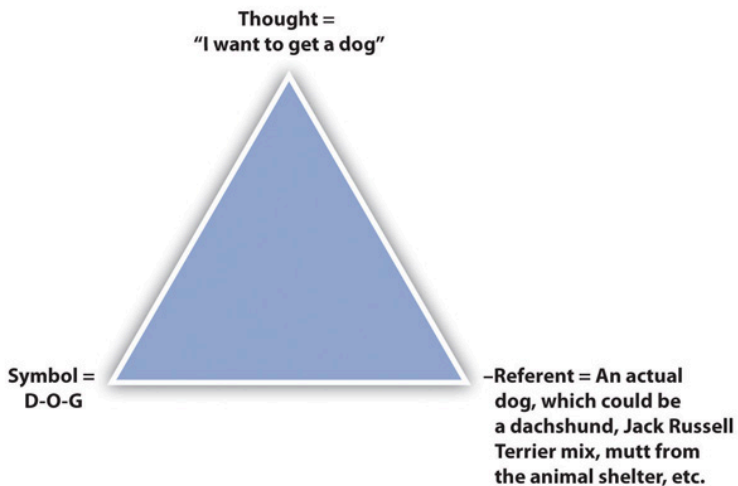 Thought =
“I want to get a dog”
Symbol =
D-O-G
–Referent = An actual
dog, which could be
a dachshund, Jack Russell
Terrier mix, mutt from
the animal shelter, etc.